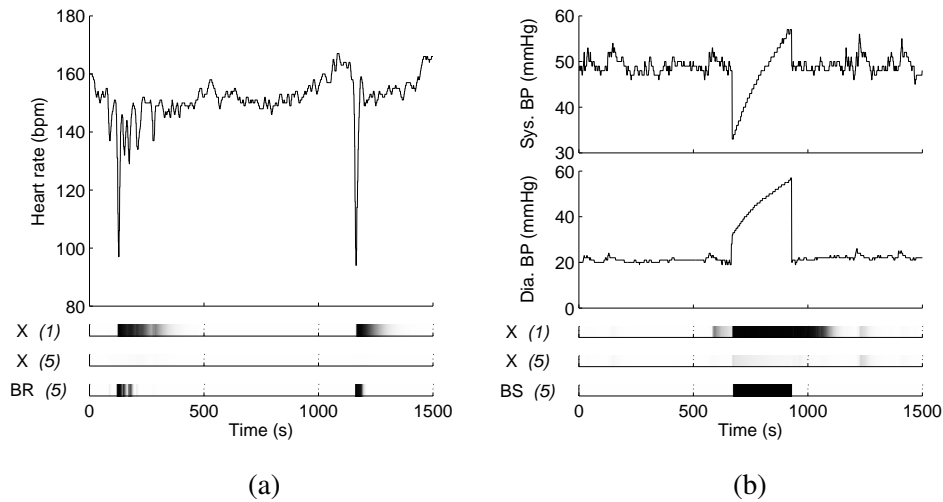 180
160
140
120
100
80
Heart rate (bpm)
X (1)
X (5)
BR (5)
0 500 1000 1500
Time (s)
(a)
60
50
40
30
Sys. BP (mmHg)
60
40
20
0
Dia. BP (mmHg)
X (1)
X (5)
BS (5)
0 500 1000 1500
Time (s)
(b)